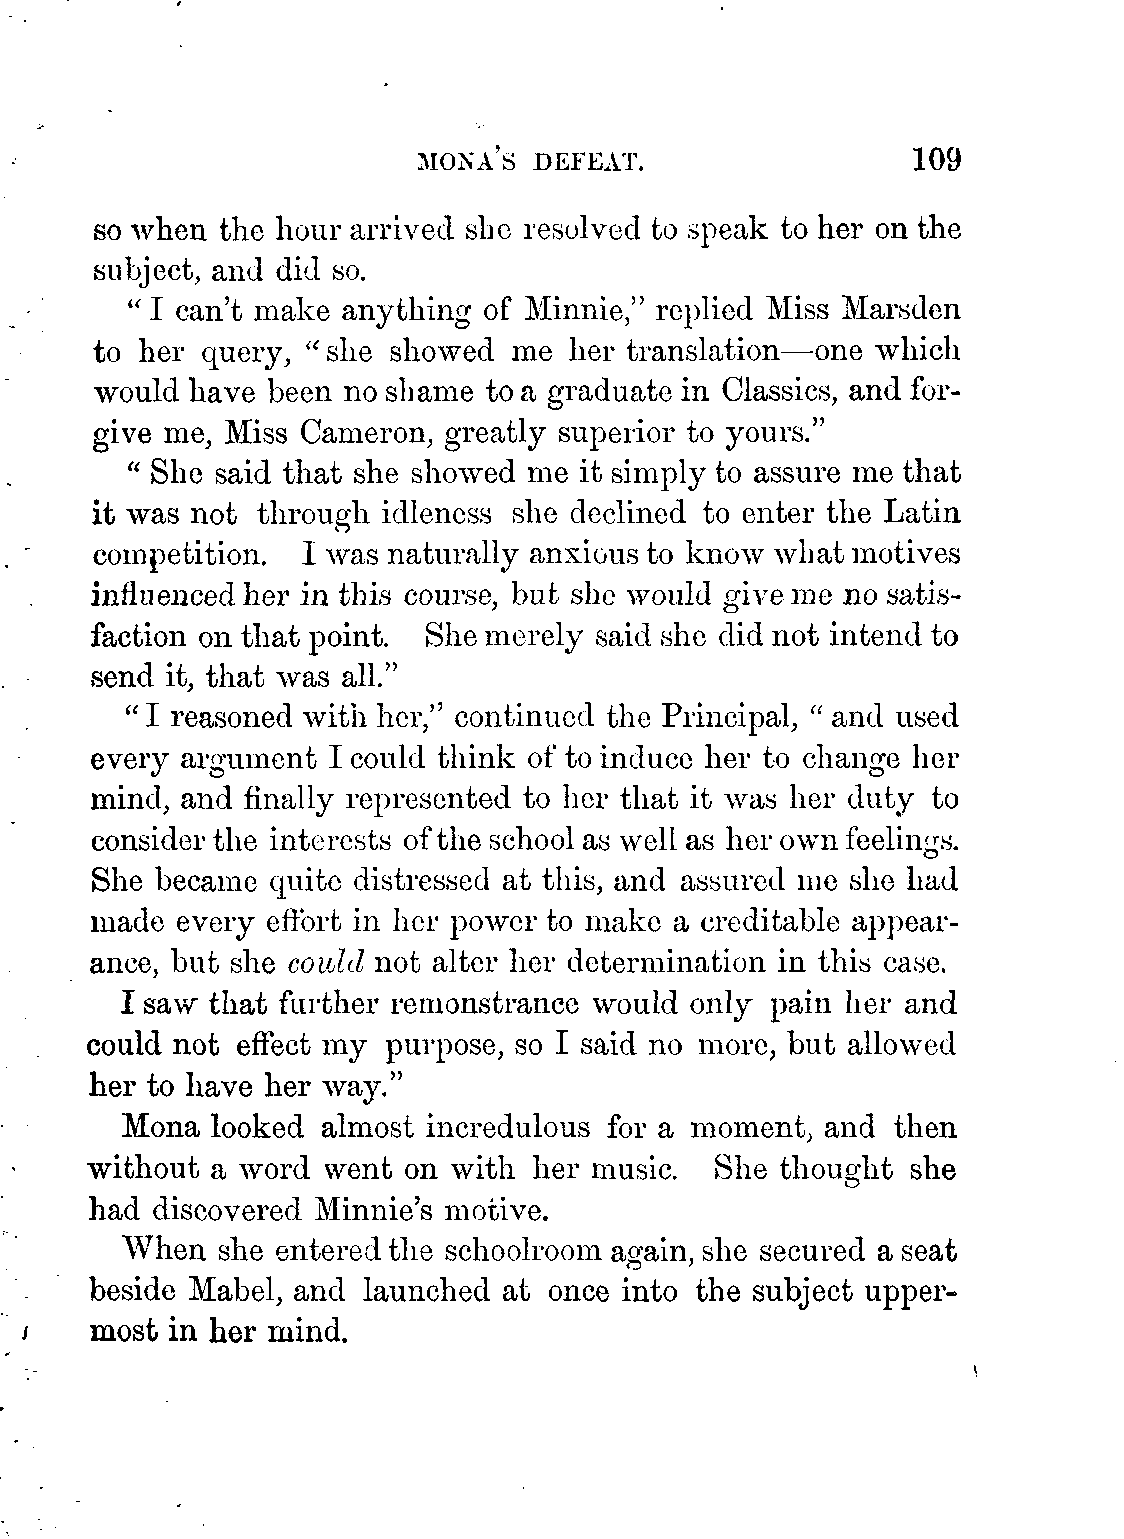 MONA'S DEFEAT. 109
so when the hour arrived she resolved to speak to her on the
subject, and did so.
“ I can't make anything of Minnie,” replied Miss Marsden
to her query, “ she showed me her translation—one which
would have been no shame to a graduate in Classics, and for-
give me, Miss Cameron, greatly superior to yours.”
“ She said that she showed me it simply to assure me that
it was not through idleness she declined to enter the Latin
competition. I was naturally anxious to know what motives
influenced her in this course, but she would give me no satis-
faction on that point. She merely said she did not intend to
send it, that was all.”
“ I reasoned with her,” continued the Principal, “ and used
every argument I could think of to induce her to change her
mind, and finally represented to her that it was her duty to
consider the interests of the school as well as her own feelings.
She became quite distressed at this, and assured me she had
made every effort in her power to make a creditable appear-
ance, but she could not alter her determination in this case.
I saw that further remonstrance would only pain her and
could not effect my purpose, so I said no more, but allowed
her to have her way.”
Mona looked almost incredulous for a moment, and then
without a word went on with her music. She thought she
had discovered Minnie's motive.
When she entered the schoolroom again, she secured a seat
beside Mabel, and launched at once into the subject upper-
most in her mind.